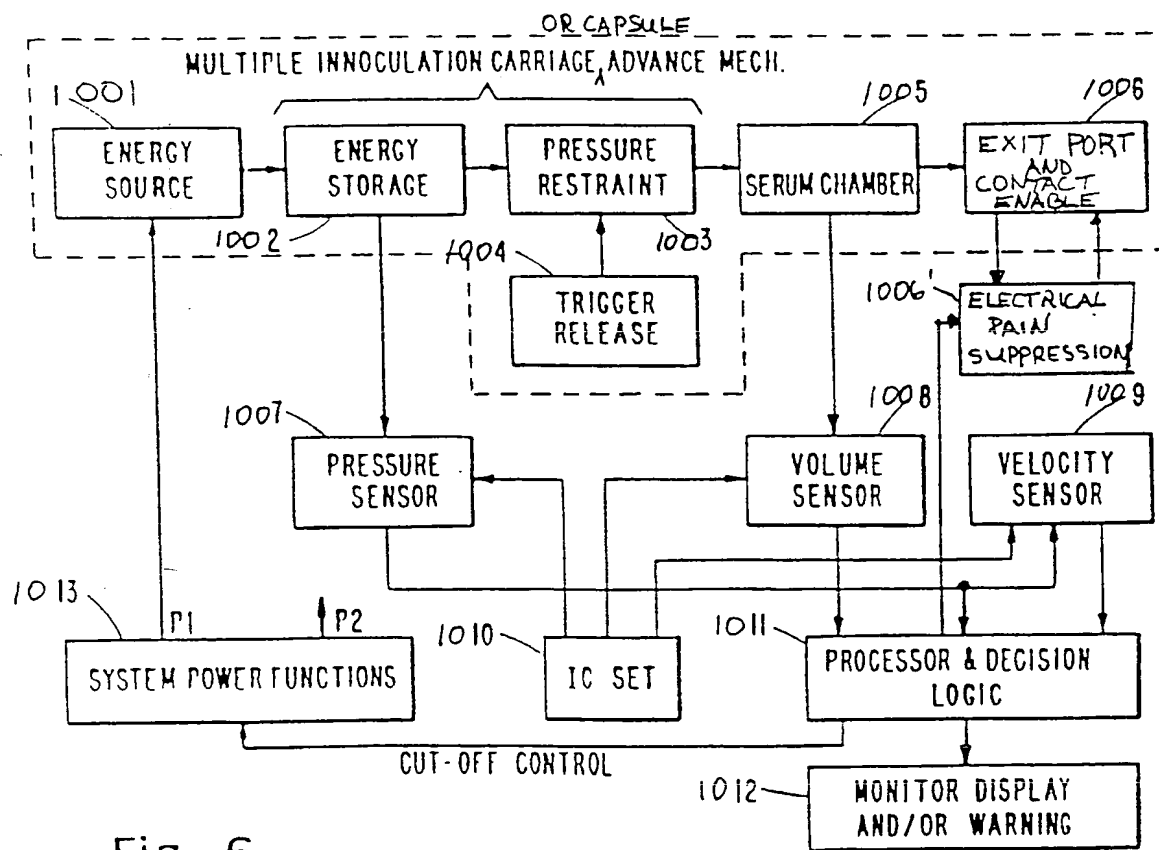 OR CAPSULE
MULTIPLE INNOCULATION CARRIAGE ADVANCE MECH.
1001
1005
1006
ENERGY
SOURCE
ENERGY
STORAGE
PRESSURE
RESTRAINT
SERUM CHAMBER
EXIT PORT
AND
CONTACT
ENABLE
1002
1003
1004
TRIGGER
RELEASE
1006'
ELECTRICAL
PAIN
SUPPRESSION
1007
1008
1009
PRESSURE
SENSOR
VOLUME
SENSOR
VELOCITY
SENSOR
1013
P1
P2
1010
1011
SYSTEM POWER FUNCTIONS
IC SET
PROCESSOR & DECISION
LOGIC
CUT-OFF CONTROL
1012
MONITOR DISPLAY
AND/OR WARNING
Fig. 6